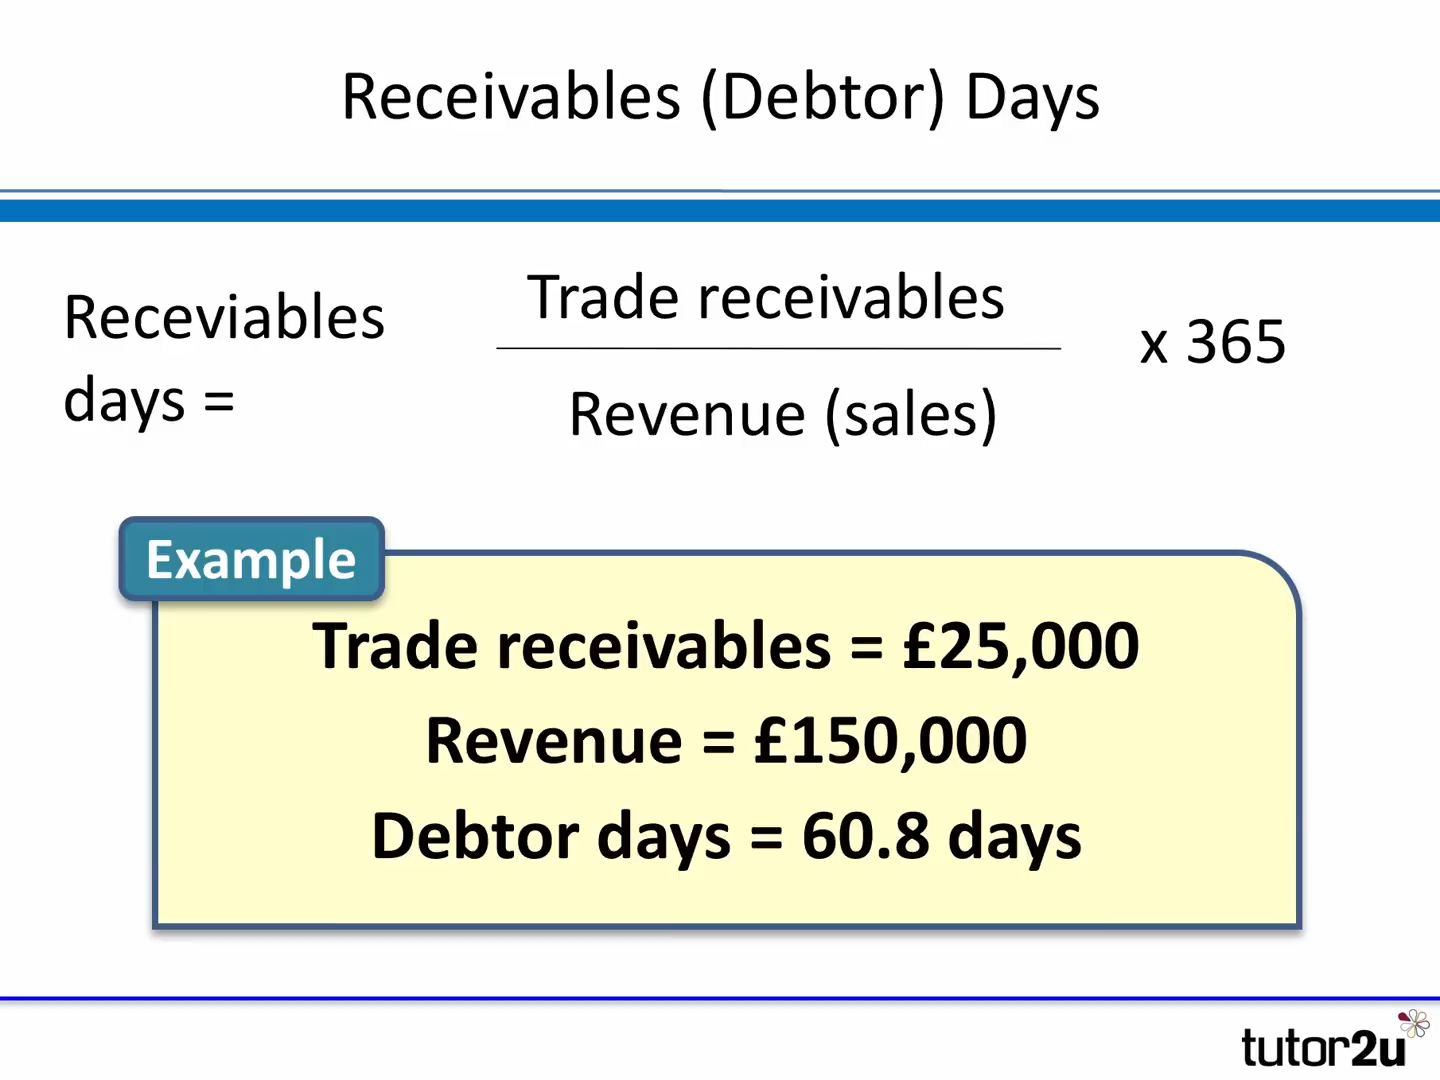 Receivables (Debtor) Days
Receviables
days =
Trade receivables
Revenue (sales)
x 365
Example
Trade receivables = £25,000
Revenue = £150,000
Debtor days = 60.8 days
tutor2u